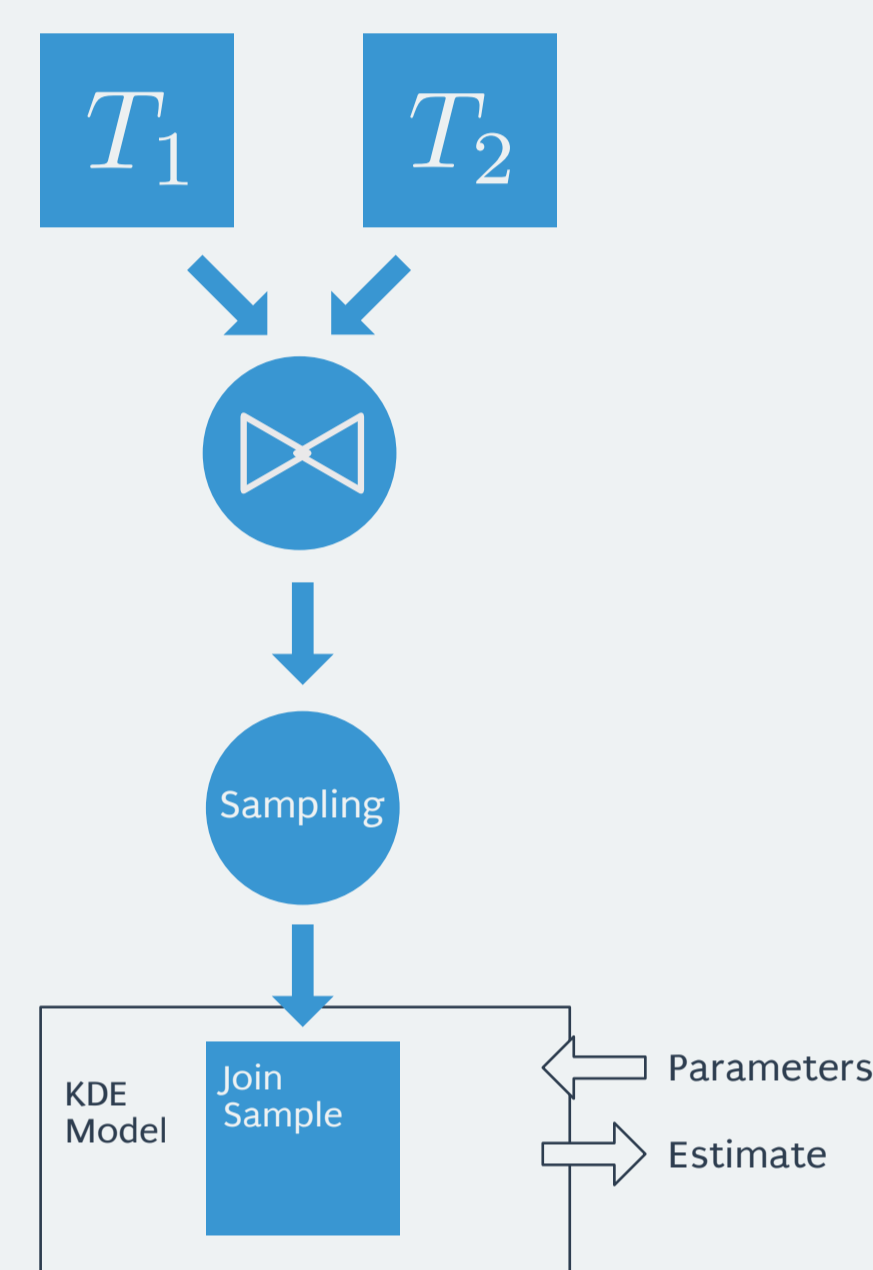 T₁
T₂
⋈
Sampling
KDE
Model
Join
Sample
Parameters
Estimate